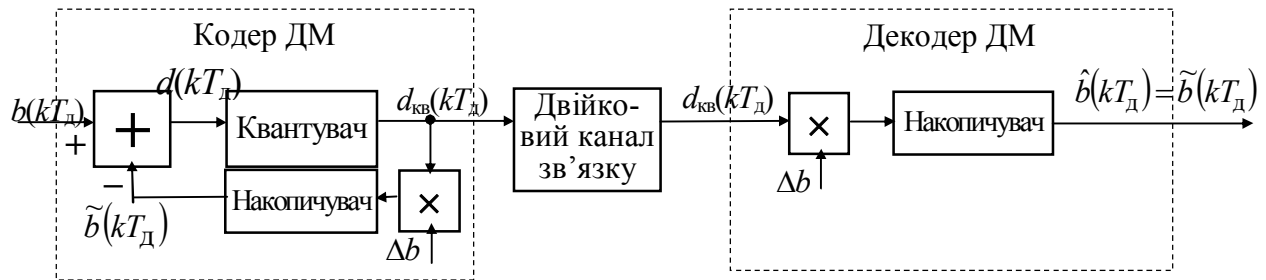 Кодер ДМ
Декодер ДМ
b(kTд)
+
+
d(kTд)
Квантувач
dкв(kTд)
Двійко-
вий канал
зв’язку
dкв(kTд)
×
Δb
Накопичувач
b̂(kTд)=b̃(kTд)
−
b̃(kTД)
Накопичувач
×
Δb